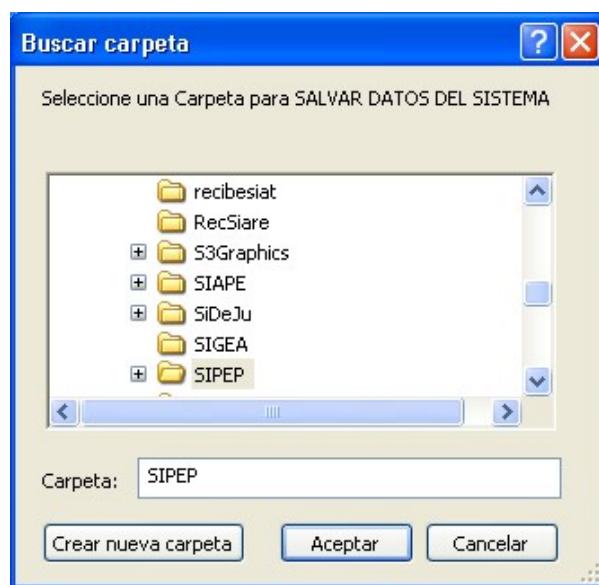 Buscar carpeta
Seleccione una Carpeta para SALVAR DATOS DEL SISTEMA
recibesiat
RecSiare
S3Graphics
SIAPE
SiDeJu
SIGEA
SIPEP
Carpeta: SIPEP
Crear nueva carpeta Aceptar Cancelar